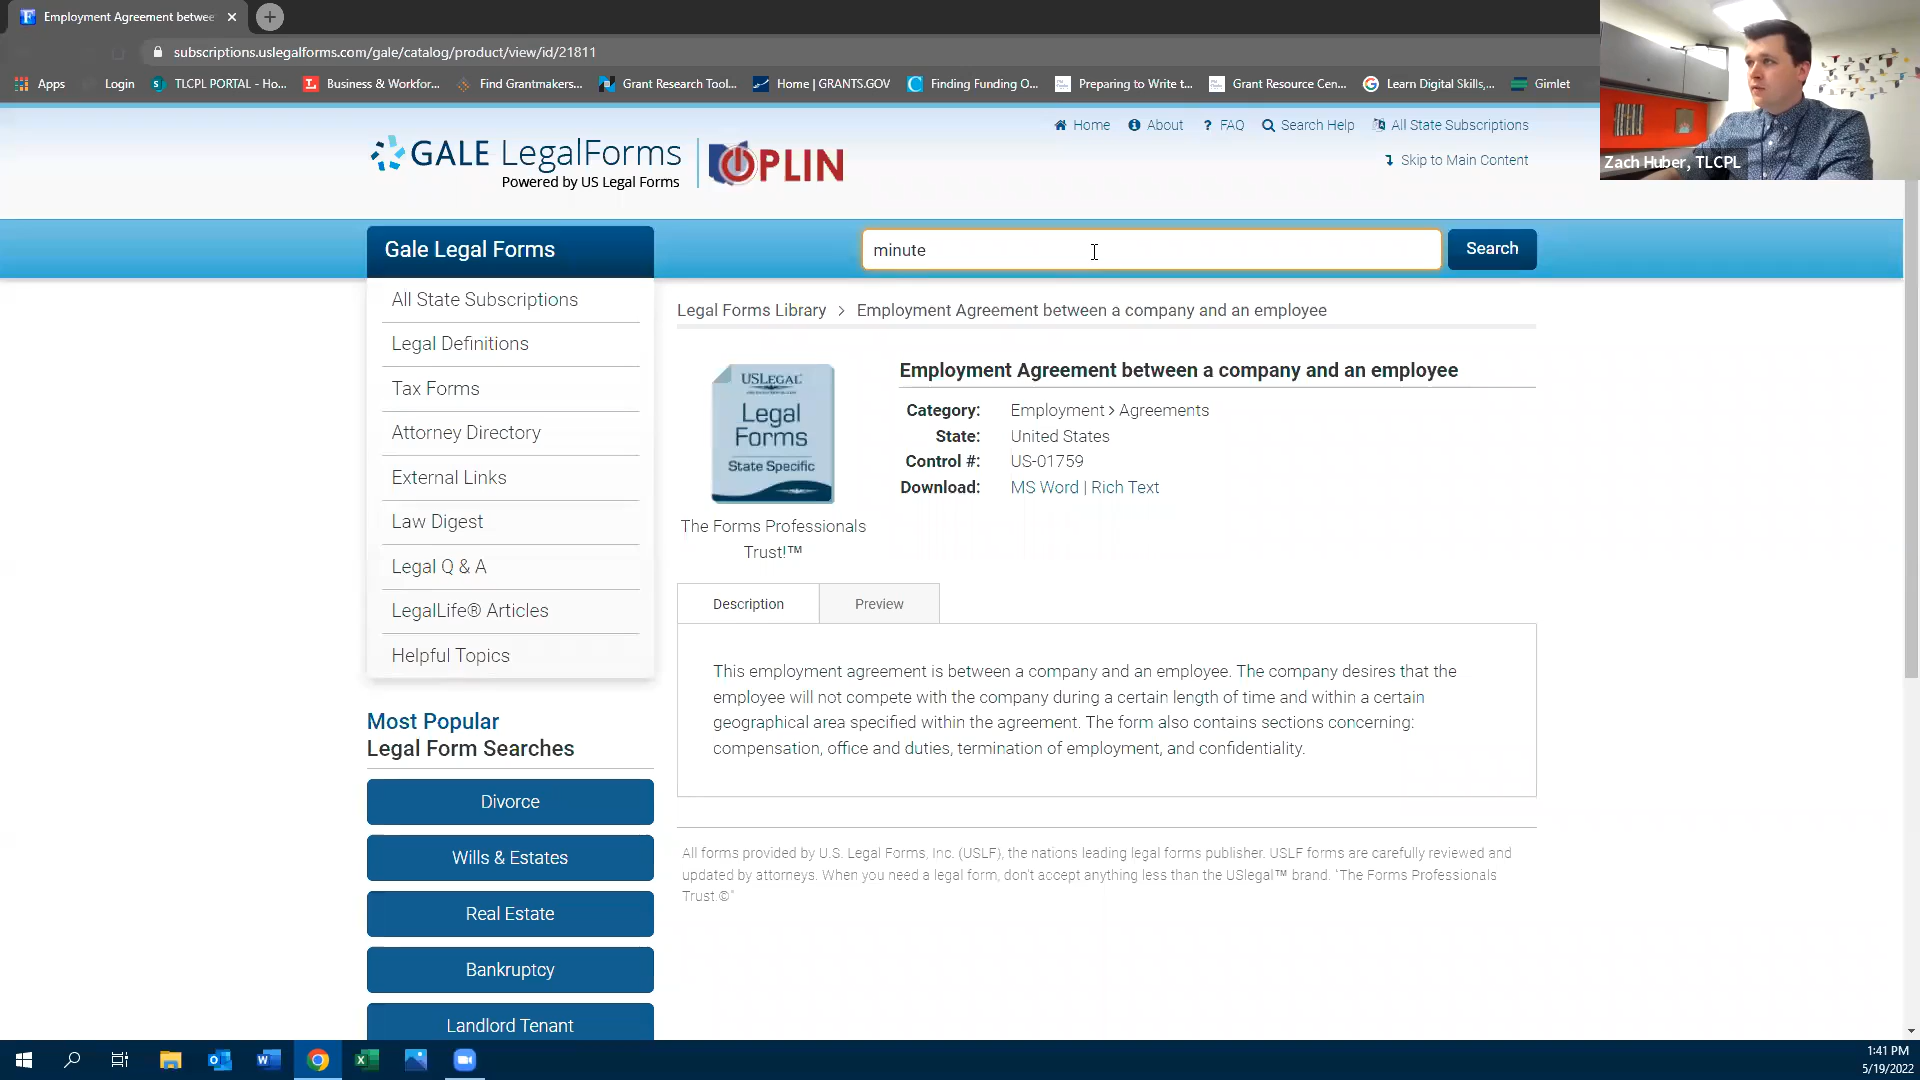 Employment Agreement betwee
subscriptions.uslegalforms.com/gale/catalog/product/view/id/21811
Apps Login TLCPL PORTAL - Ho... Business & Workfor... Find Grantmakers... Grant Research Tool... Home | GRANTS.GOV Finding Funding O... Preparing to Write t... Grant Resource Cen... Learn Digital Skills,... Gimlet
Zach Huber, TLCPL
Home About ? FAQ Search Help All State Subscriptions
Skip to Main Content
GALE LegalForms
Powered by US Legal Forms
OPLIN
Gale Legal Forms
minute
Search
All State Subscriptions
Legal Definitions
Tax Forms
Attorney Directory
External Links
Law Digest
Legal Q & A
LegalLife® Articles
Helpful Topics
Most Popular
Legal Form Searches
Divorce
Wills & Estates
Real Estate
Bankruptcy
Landlord Tenant
Legal Forms Library > Employment Agreement between a company and an employee
USLEGAL
Legal
Forms
State Specific
The Forms Professionals
Trust!™
Employment Agreement between a company and an employee
Category: Employment > Agreements
State: United States
Control #: US-01759
Download: MS Word | Rich Text
Description
Preview
This employment agreement is between a company and an employee. The company desires that the
employee will not compete with the company during a certain length of time and within a certain
geographical area specified within the agreement. The form also contains sections concerning:
compensation, office and duties, termination of employment, and confidentiality.
All forms provided by U.S. Legal Forms, Inc. (USLF), the nations leading legal forms publisher. USLF forms are carefully reviewed and
updated by attorneys. When you need a legal form, don't accept anything less than the USlegal™ brand. "The Forms Professionals
Trust.©"
1:41 PM
5/19/2022